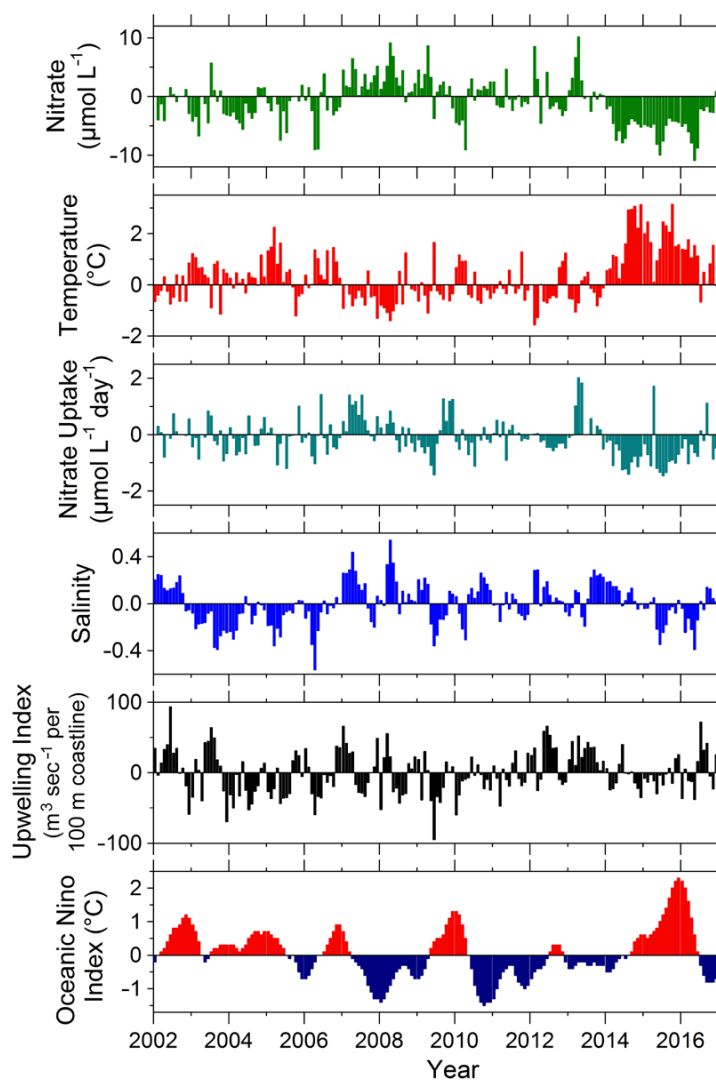 Nitrate
(µmol L⁻¹)
10
0
-10
Temperature
(°C)
2
0
-2
Nitrate Uptake
(µmol L⁻¹ day⁻¹)
2
0
-2
Salinity
0.4
0.0
-0.4
Upwelling Index
(m³ sec⁻¹ per
100 m coastline)
100
0
-100
Oceanic Nino
Index (°C)
2
1
0
-1
2002 2004 2006 2008 2010 2012 2014 2016
Year